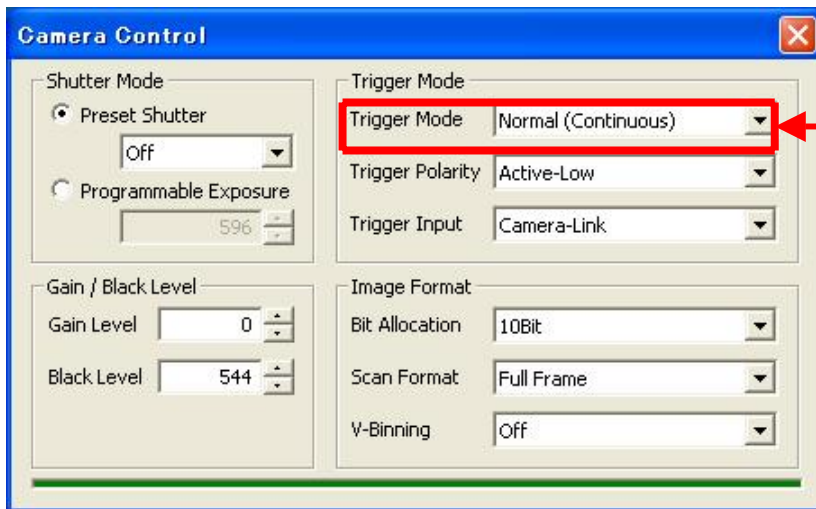 Camera Control
Shutter Mode
Preset Shutter
Off
Programmable Exposure
596
Trigger Mode
Trigger Mode Normal (Continuous)
Trigger Polarity Active-Low
Trigger Input Camera-Link
Gain / Black Level
Gain Level 0
Black Level 544
Image Format
Bit Allocation 10Bit
Scan Format Full Frame
V-Binning Off